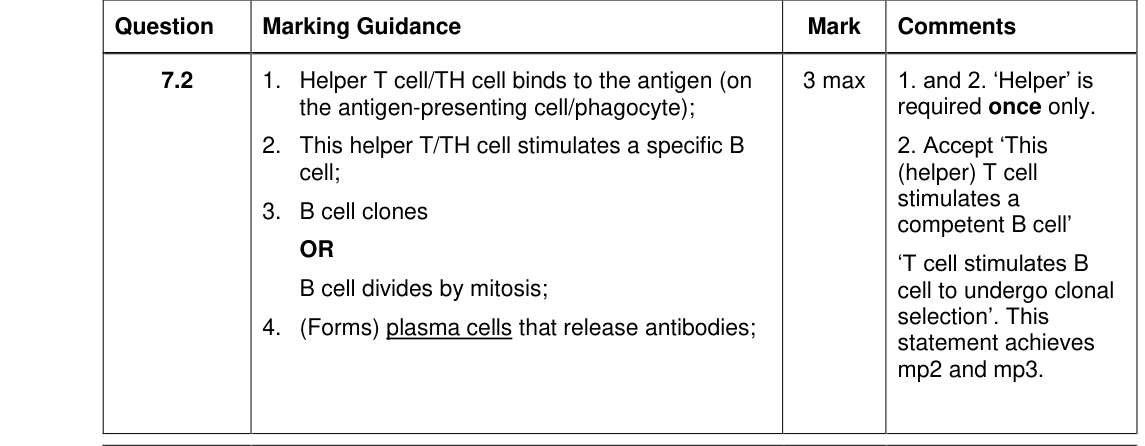 Question Marking Guidance Mark Comments
7.2
1. Helper T cell/TH cell binds to the antigen (on
the antigen-presenting cell/phagocyte);
2. This helper T/TH cell stimulates a specific B
cell;
3. B cell clones
OR
B cell divides by mitosis;
4. (Forms) plasma cells that release antibodies;
3 max
1. and 2. ‘Helper’ is
required once only.
2. Accept ‘This
(helper) T cell
stimulates a
competent B cell’
‘T cell stimulates B
cell to undergo clonal
selection’. This
statement achieves
mp2 and mp3.